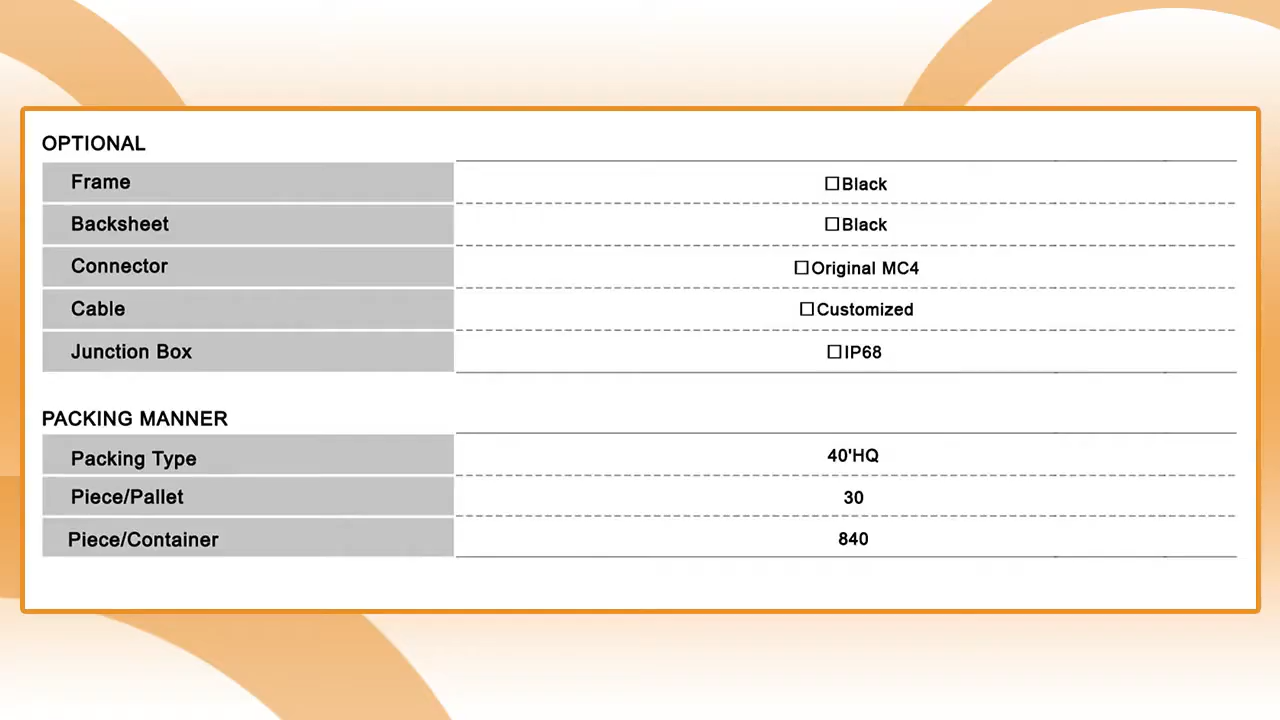 OPTIONAL
Frame ☐Black
Backsheet ☐Black
Connector ☐Original MC4
Cable ☐Customized
Junction Box ☐IP68
PACKING MANNER
Packing Type 40'HQ
Piece/Pallet 30
Piece/Container 840